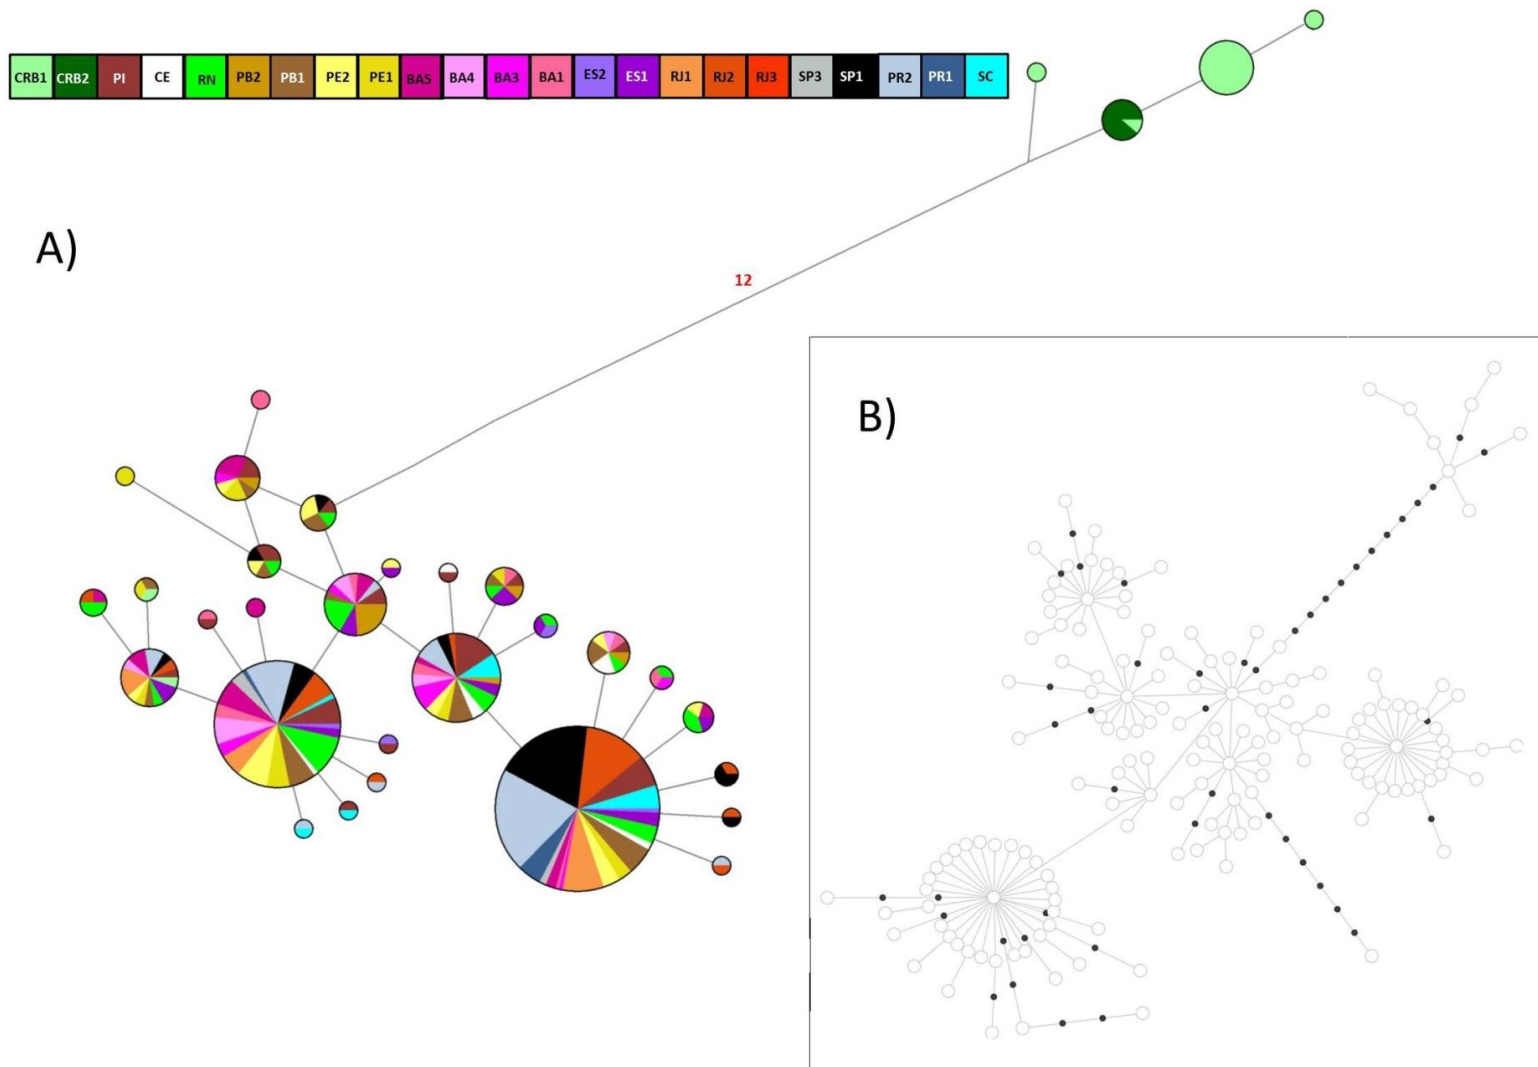 CRB1 CRB2 PI CE RN PB2 PB1 PE2 PE1 BA5 BA4 BA3 BA1 ES2 ES1 RJ1 RJ2 RJ3 SP3 SP1 PR2 PR1 SC
A)
12
B)